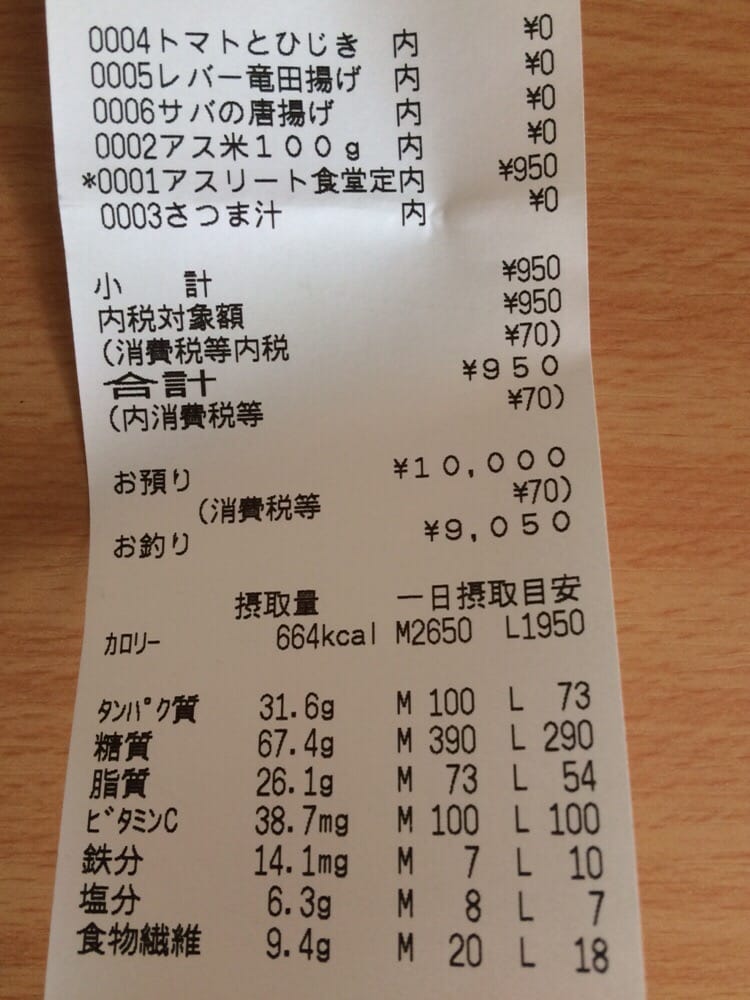 0004トマトとひじき 内 ¥0
0005レバー竜田揚げ 内 ¥0
0006サバの唐揚げ 内 ¥0
0002アス米100g 内 ¥0
*0001アスリート食堂定内 ¥950
0003さつま汁 内 ¥0
小 計 ¥950
内税対象額 ¥950
(消費税等内税 ¥70)
合計 ¥950
(内消費税等 ¥70)
お預り ¥10,000
(消費税等 ¥70)
お釣り ¥9,050
摂取量 一日摂取目安
カロリー 664kcal M2650 L1950
タンパク質 31.6g M 100 L 73
糖質 67.4g M 390 L 290
脂質 26.1g M 73 L 54
ビタミンC 38.7mg M 100 L 100
鉄分 14.1mg M 7 L 10
塩分 6.3g M 8 L 7
食物繊維 9.4g M 20 L 18